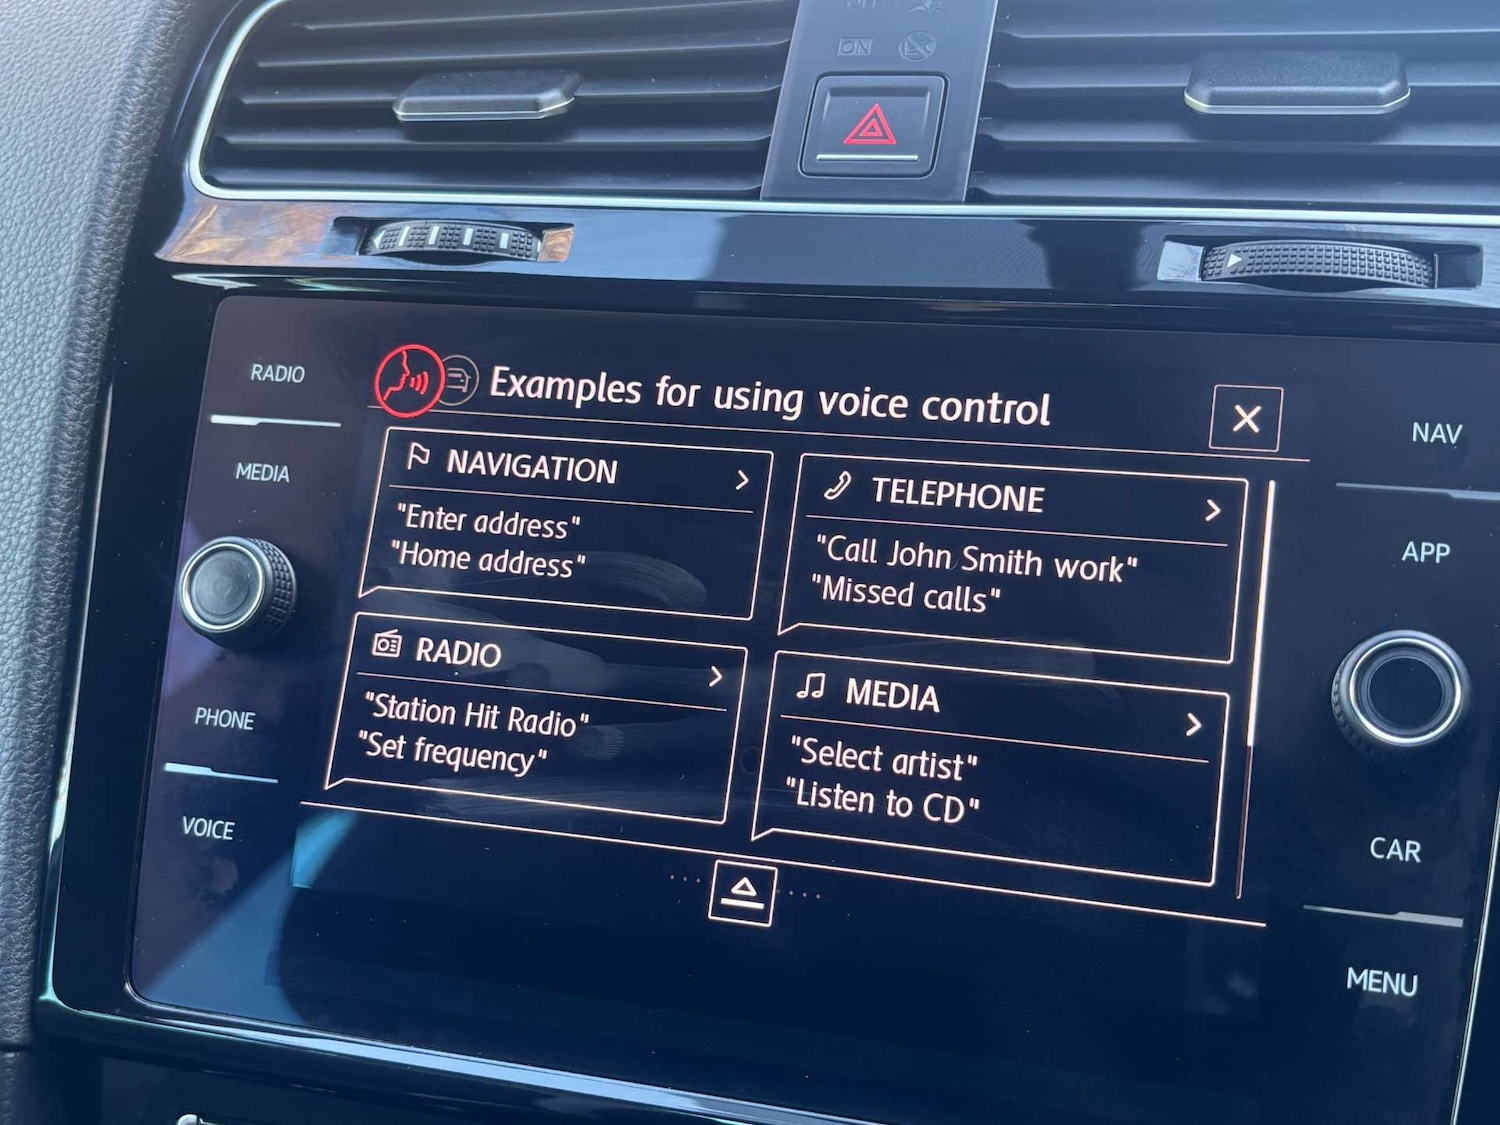 ON
RADIO
MEDIA
PHONE
VOICE
Examples for using voice control
NAVIGATION
"Enter address"
"Home address"
TELEPHONE
"Call John Smith work"
"Missed calls"
RADIO
"Station Hit Radio"
"Set frequency"
MEDIA
"Select artist"
"Listen to CD"
NAV
APP
CAR
MENU